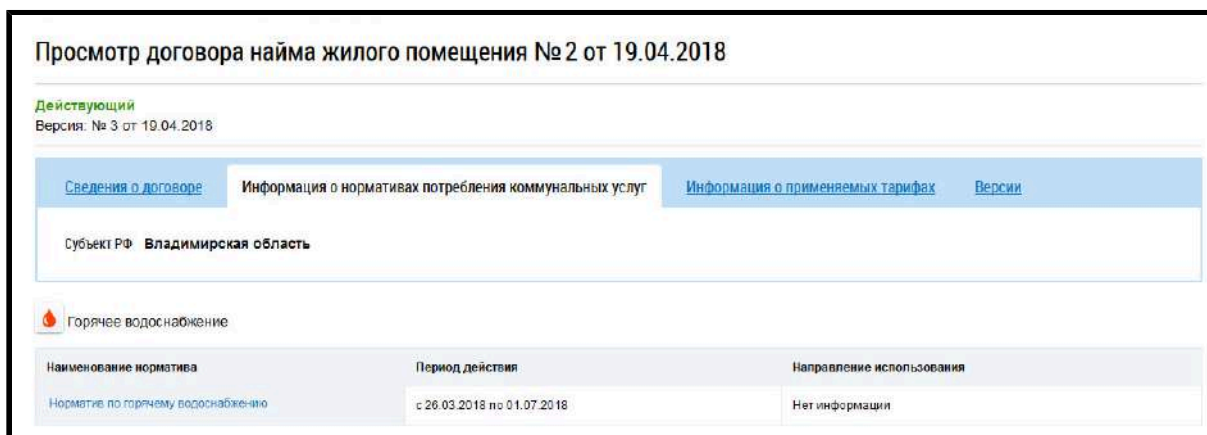 Просмотр договора найма жилого помещения № 2 от 19.04.2018
Действующий
Версия: № 3 от 19.04.2018
Сведения о договоре Информация о нормативах потребления коммунальных услуг Информация о применяемых тарифах Версии
Субъект РФ Владимирская область
Горячее водоснабжение
Наименование норматива Период действия Направление использования
Норматив по горячему водоснабжению с 26.03.2018 по 01.07.2018 Нет информации